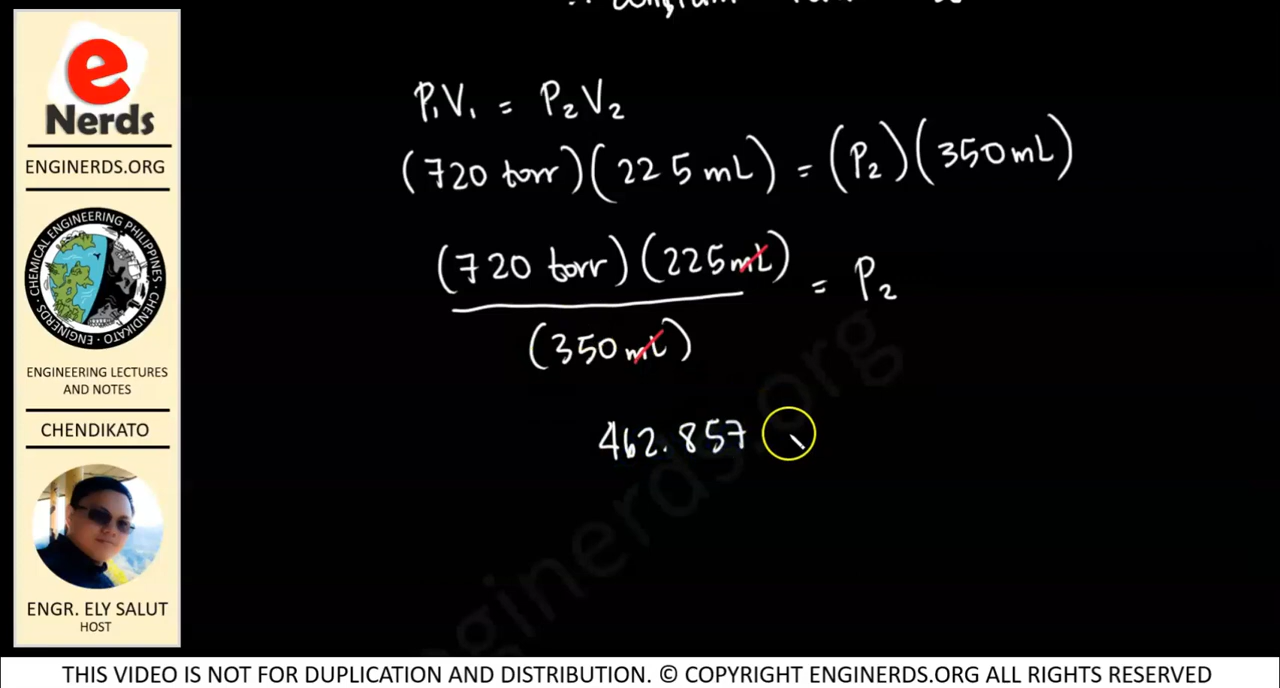 P₁V₁ = P₂V₂
(720 torr)(225 mL) = (P₂)(350 mL)
(720 torr)(225 mL)
= P₂
(350 mL)
462.857
e
Nerds
ENGINERDS.ORG
CHEMICAL ENGINEERING PHILIPPINES · CHENDIKATO · ENGINERDS ·
ENGINEERING LECTURES
AND NOTES
CHENDIKATO
ENGR. ELY SALUT
HOST
enginerds.org
THIS VIDEO IS NOT FOR DUPLICATION AND DISTRIBUTION. © COPYRIGHT ENGINERDS.ORG ALL RIGHTS RESERVED